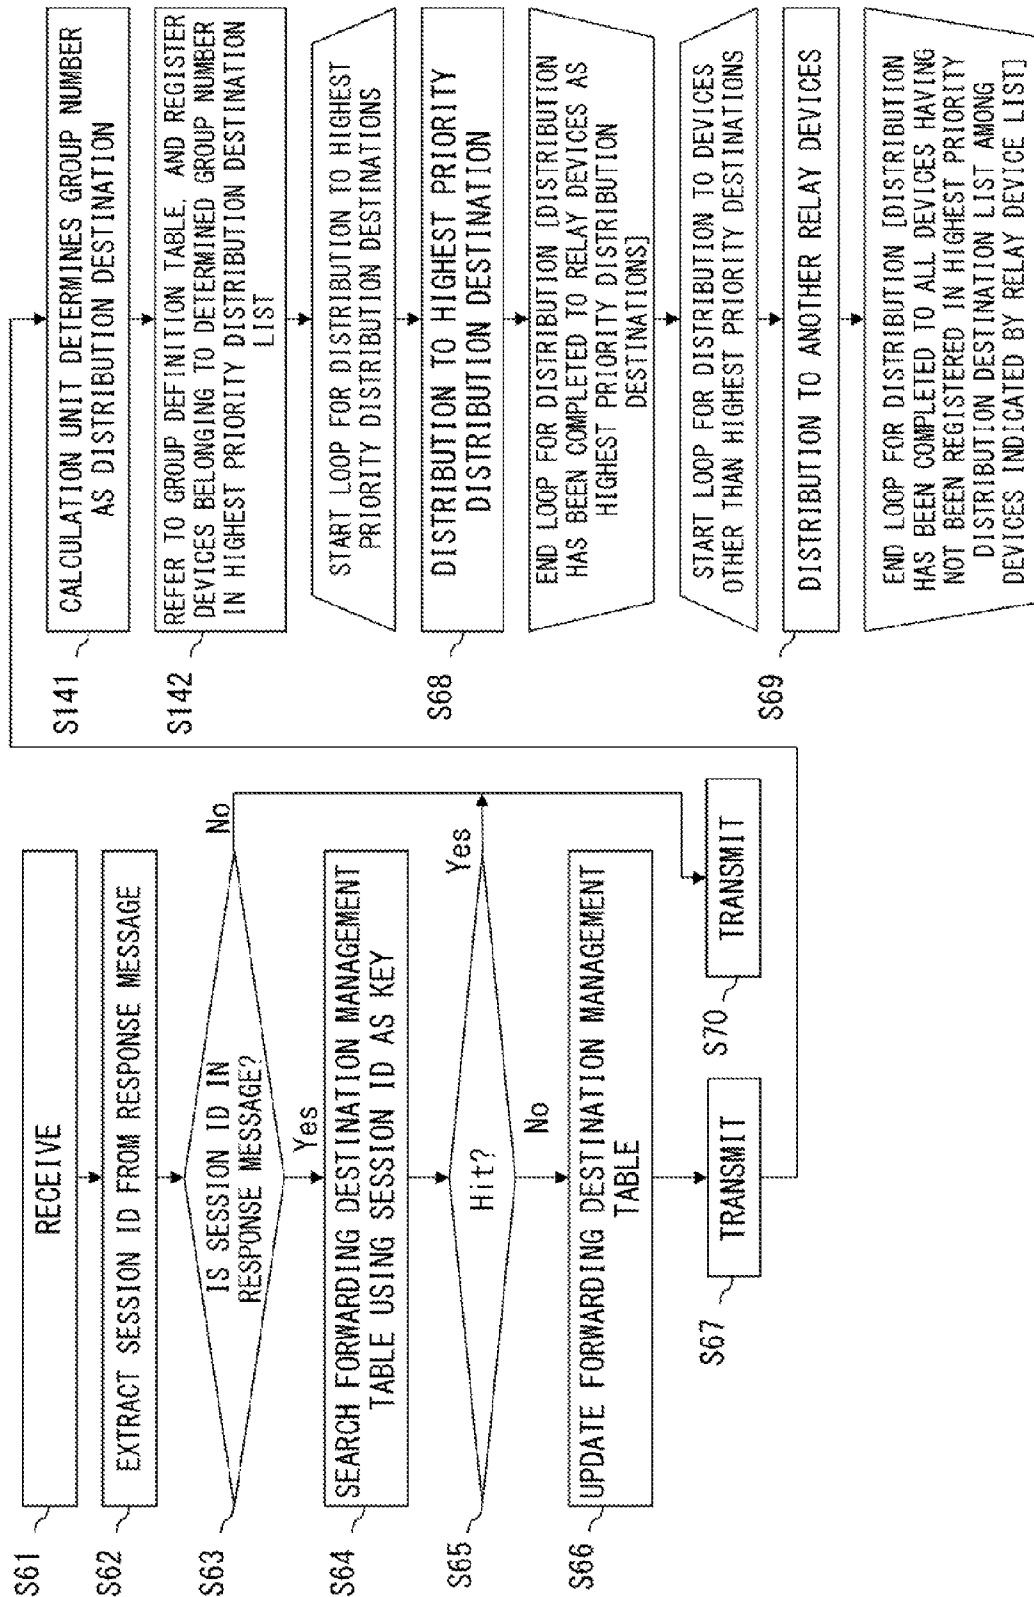 S61
RECEIVE
S62
EXTRACT SESSION ID FROM RESPONSE MESSAGE
S63
IS SESSION ID IN
RESPONSE MESSAGE?
No
Yes
S64
SEARCH FORWARDING DESTINATION MANAGEMENT
TABLE USING SESSION ID AS KEY
S65
Hit?
Yes
No
S66
UPDATE FORWARDING DESTINATION MANAGEMENT
TABLE
S67
TRANSMIT
S70
TRANSMIT
S141
CALCULATION UNIT DETERMINES GROUP NUMBER
AS DISTRIBUTION DESTINATION
S142
REFER TO GROUP DEFINITION TABLE, AND REGISTER
DEVICES BELONGING TO DETERMINED GROUP NUMBER
IN HIGHEST PRIORITY DISTRIBUTION DESTINATION
LIST
START LOOP FOR DISTRIBUTION TO HIGHEST
PRIORITY DISTRIBUTION DESTINATIONS
S68
DISTRIBUTION TO HIGHEST PRIORITY
DISTRIBUTION DESTINATION
END LOOP FOR DISTRIBUTION [DISTRIBUTION
HAS BEEN COMPLETED TO RELAY DEVICES AS
HIGHEST PRIORITY DISTRIBUTION
DESTINATIONS]
START LOOP FOR DISTRIBUTION TO DEVICES
OTHER THAN HIGHEST PRIORITY DESTINATIONS
S69
DISTRIBUTION TO ANOTHER RELAY DEVICES
END LOOP FOR DISTRIBUTION [DISTRIBUTION
HAS BEEN COMPLETED TO ALL DEVICES HAVING
NOT BEEN REGISTERED IN HIGHEST PRIORITY
DISTRIBUTION DESTINATION LIST AMONG
DEVICES INDICATED BY RELAY DEVICE LIST]